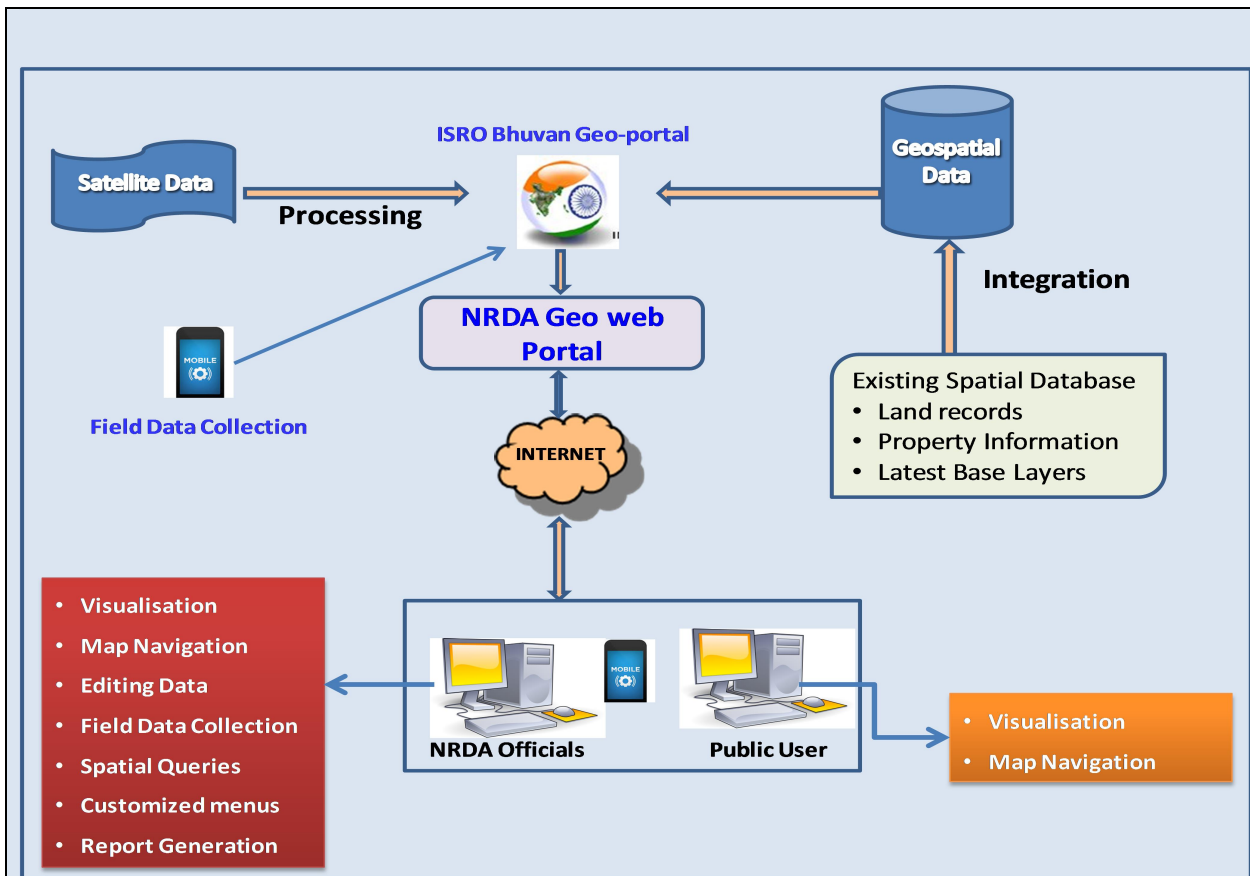 ISRO Bhuvan Geo-portal
Satellite Data
Processing
Geospatial
Data
Integration
NRDA Geo web
Portal
MOBILE
Field Data Collection
Existing Spatial Database
• Land records
• Property Information
• Latest Base Layers
INTERNET
• Visualisation
• Map Navigation
• Editing Data
• Field Data Collection
• Spatial Queries
• Customized menus
• Report Generation
MOBILE
NRDA Officials
Public User
• Visualisation
• Map Navigation